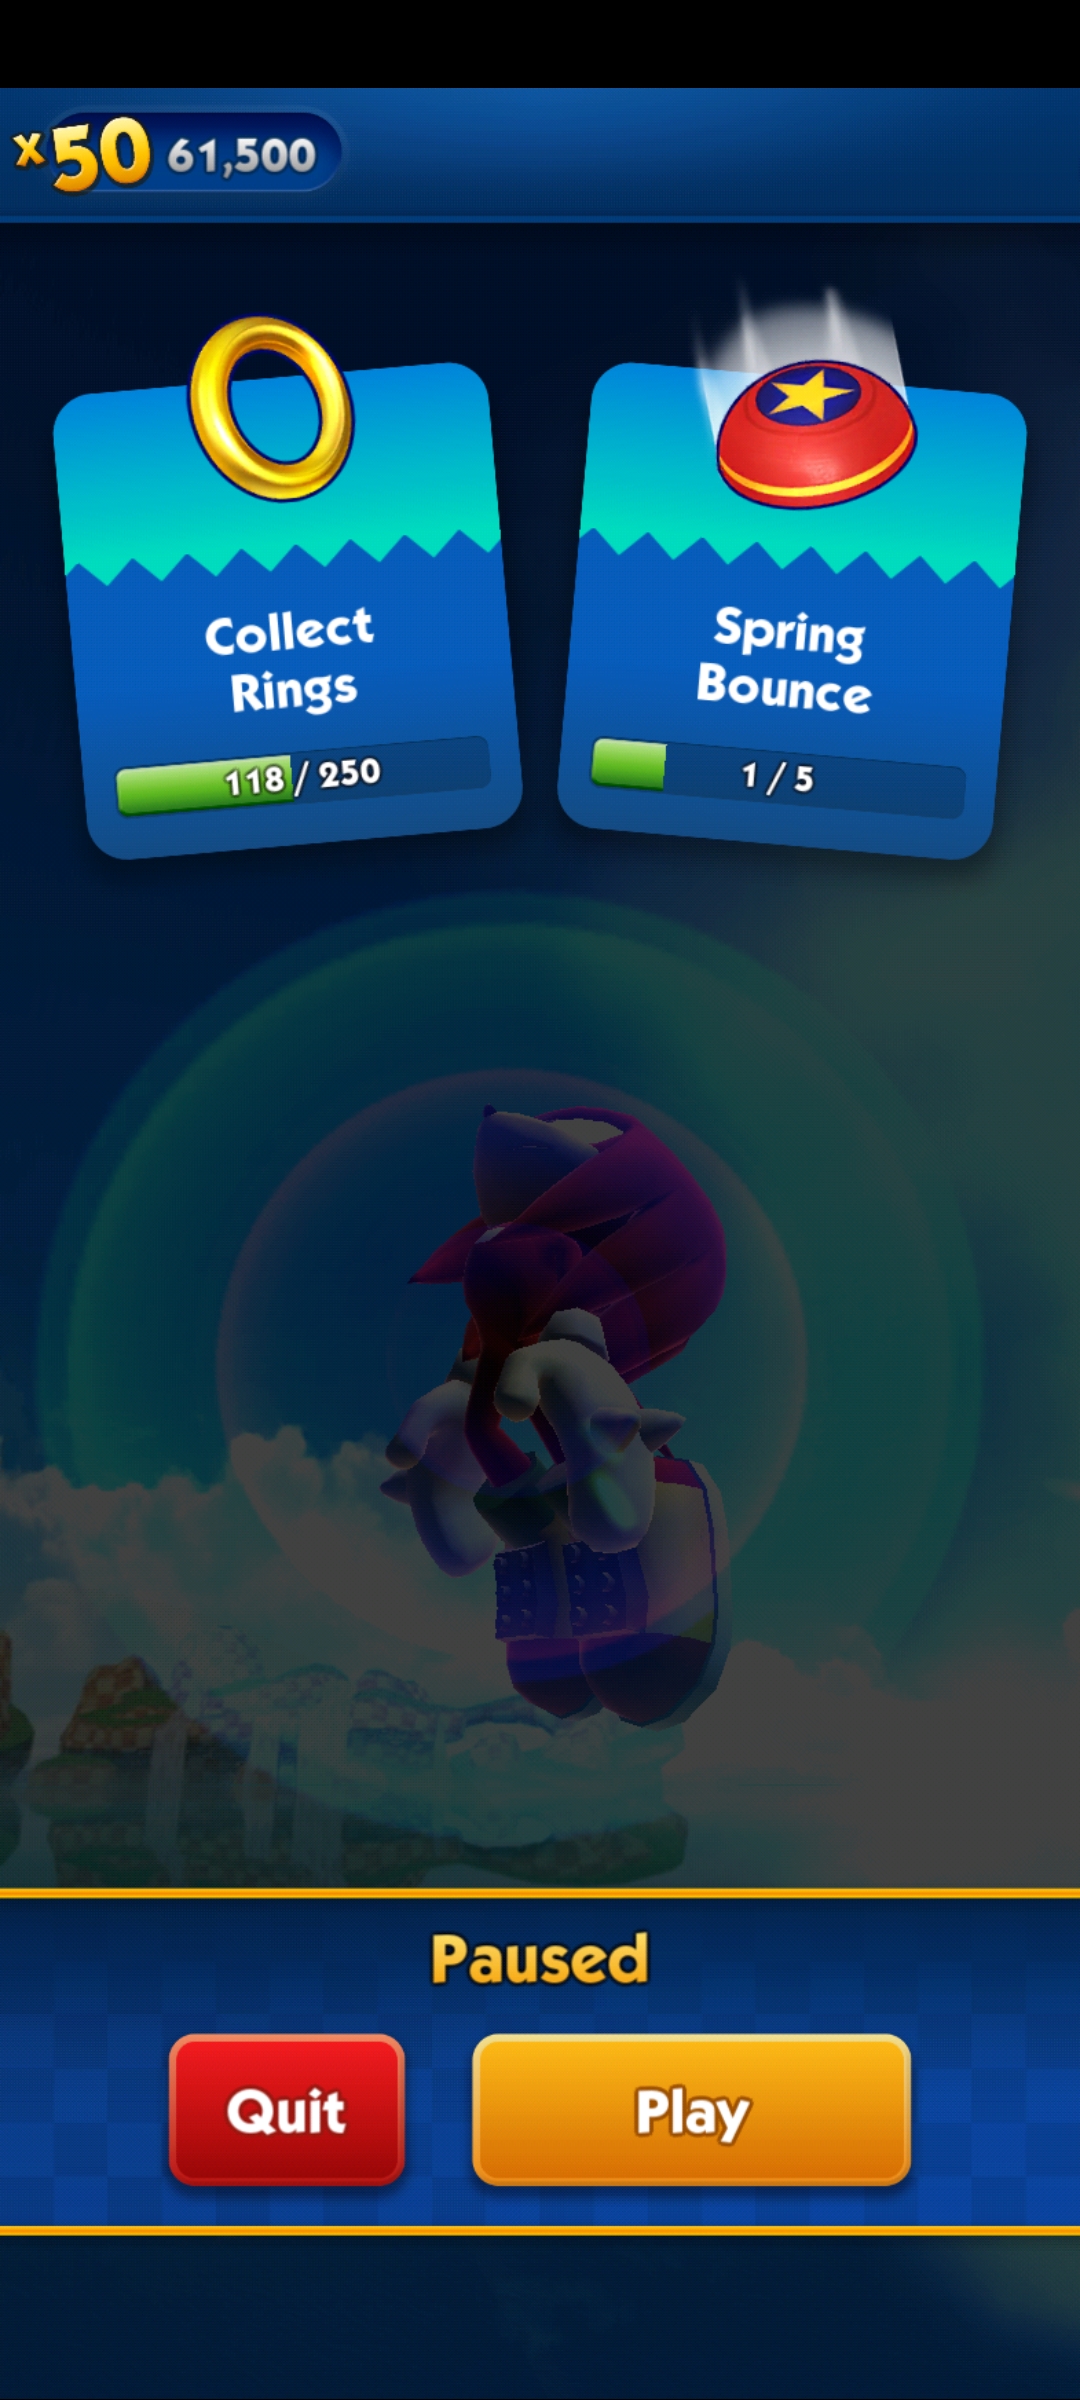 x50 61,500
Collect
Rings
118 / 250
Spring
Bounce
1 / 5
Paused
Quit
Play